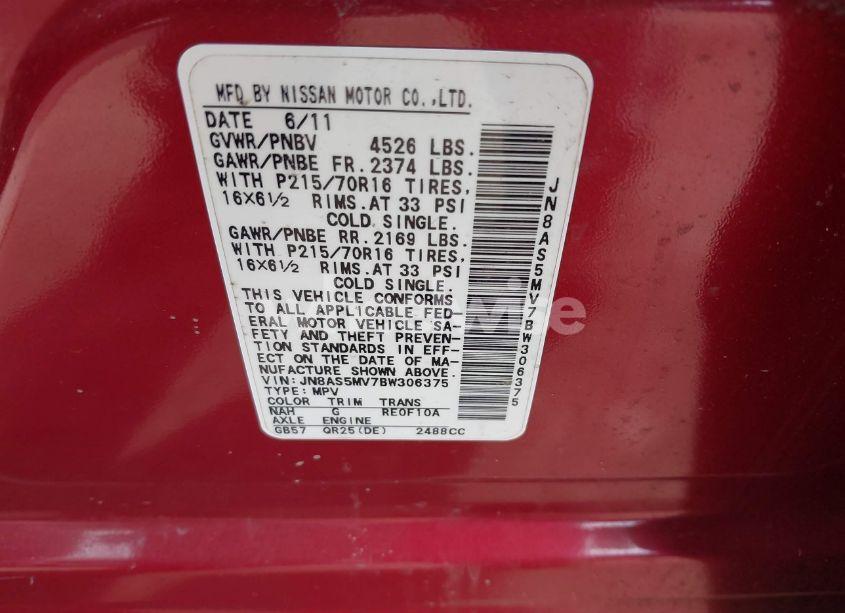 MFD BY NISSAN MOTOR CO.,LTD.
DATE 6/11
GVWR/PNBV 4526 LBS.
GAWR/PNBE FR. 2374 LBS.
WITH P215/70R16 TIRES,
16X6½ RIMS. AT 33 PSI
COLD SINGLE.
GAWR/PNBE RR. 2169 LBS.
WITH P215/70R16 TIRES,
16X6½ RIMS. AT 33 PSI
COLD SINGLE.
THIS VEHICLE CONFORMS
TO ALL APPLICABLE FED-
ERAL MOTOR VEHICLE SA-
FETY AND THEFT PREVEN-
TION STANDARDS IN EFF-
ECT ON THE DATE OF MA-
NUFACTURE SHOWN ABOVE.
VIN: JN8AS5MV7BW306375
TYPE: MPV
COLOR TRIM TRANS
NAH G RE0F10A
AXLE ENGINE
GB57 QR25(DE) 2488CC
JN8AS5MV7BW306375